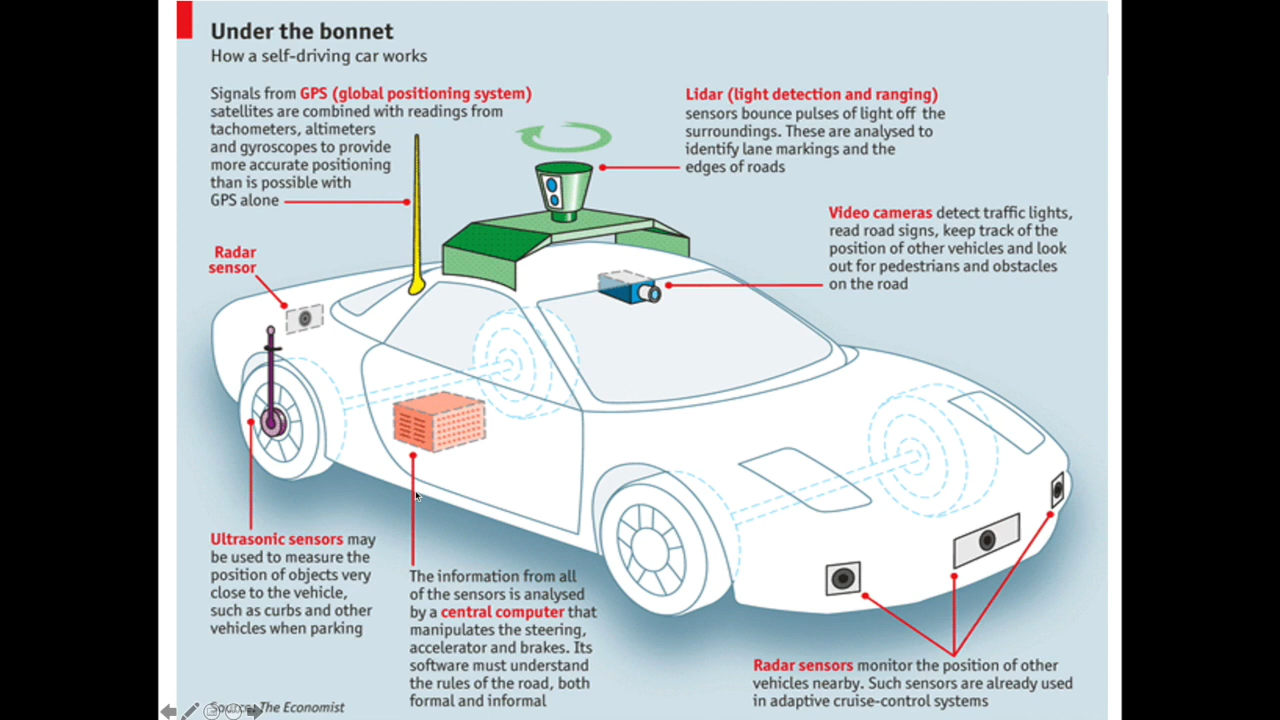 Under the bonnet
How a self-driving car works
Signals from GPS (global positioning system)
satellites are combined with readings from
tachometers, altimeters
and gyroscopes to provide
more accurate positioning
than is possible with
GPS alone
Lidar (light detection and ranging)
sensors bounce pulses of light off the
surroundings. These are analysed to
identify lane markings and the
edges of roads
Video cameras detect traffic lights,
read road signs, keep track of the
position of other vehicles and look
out for pedestrians and obstacles
on the road
Radar
sensor
Ultrasonic sensors may
be used to measure the
position of objects very
close to the vehicle,
such as curbs and other
vehicles when parking
The information from all
of the sensors is analysed
by a central computer that
manipulates the steering,
accelerator and brakes. Its
software must understand
the rules of the road, both
formal and informal
Radar sensors monitor the position of other
vehicles nearby. Such sensors are already used
in adaptive cruise-control systems
Source: The Economist